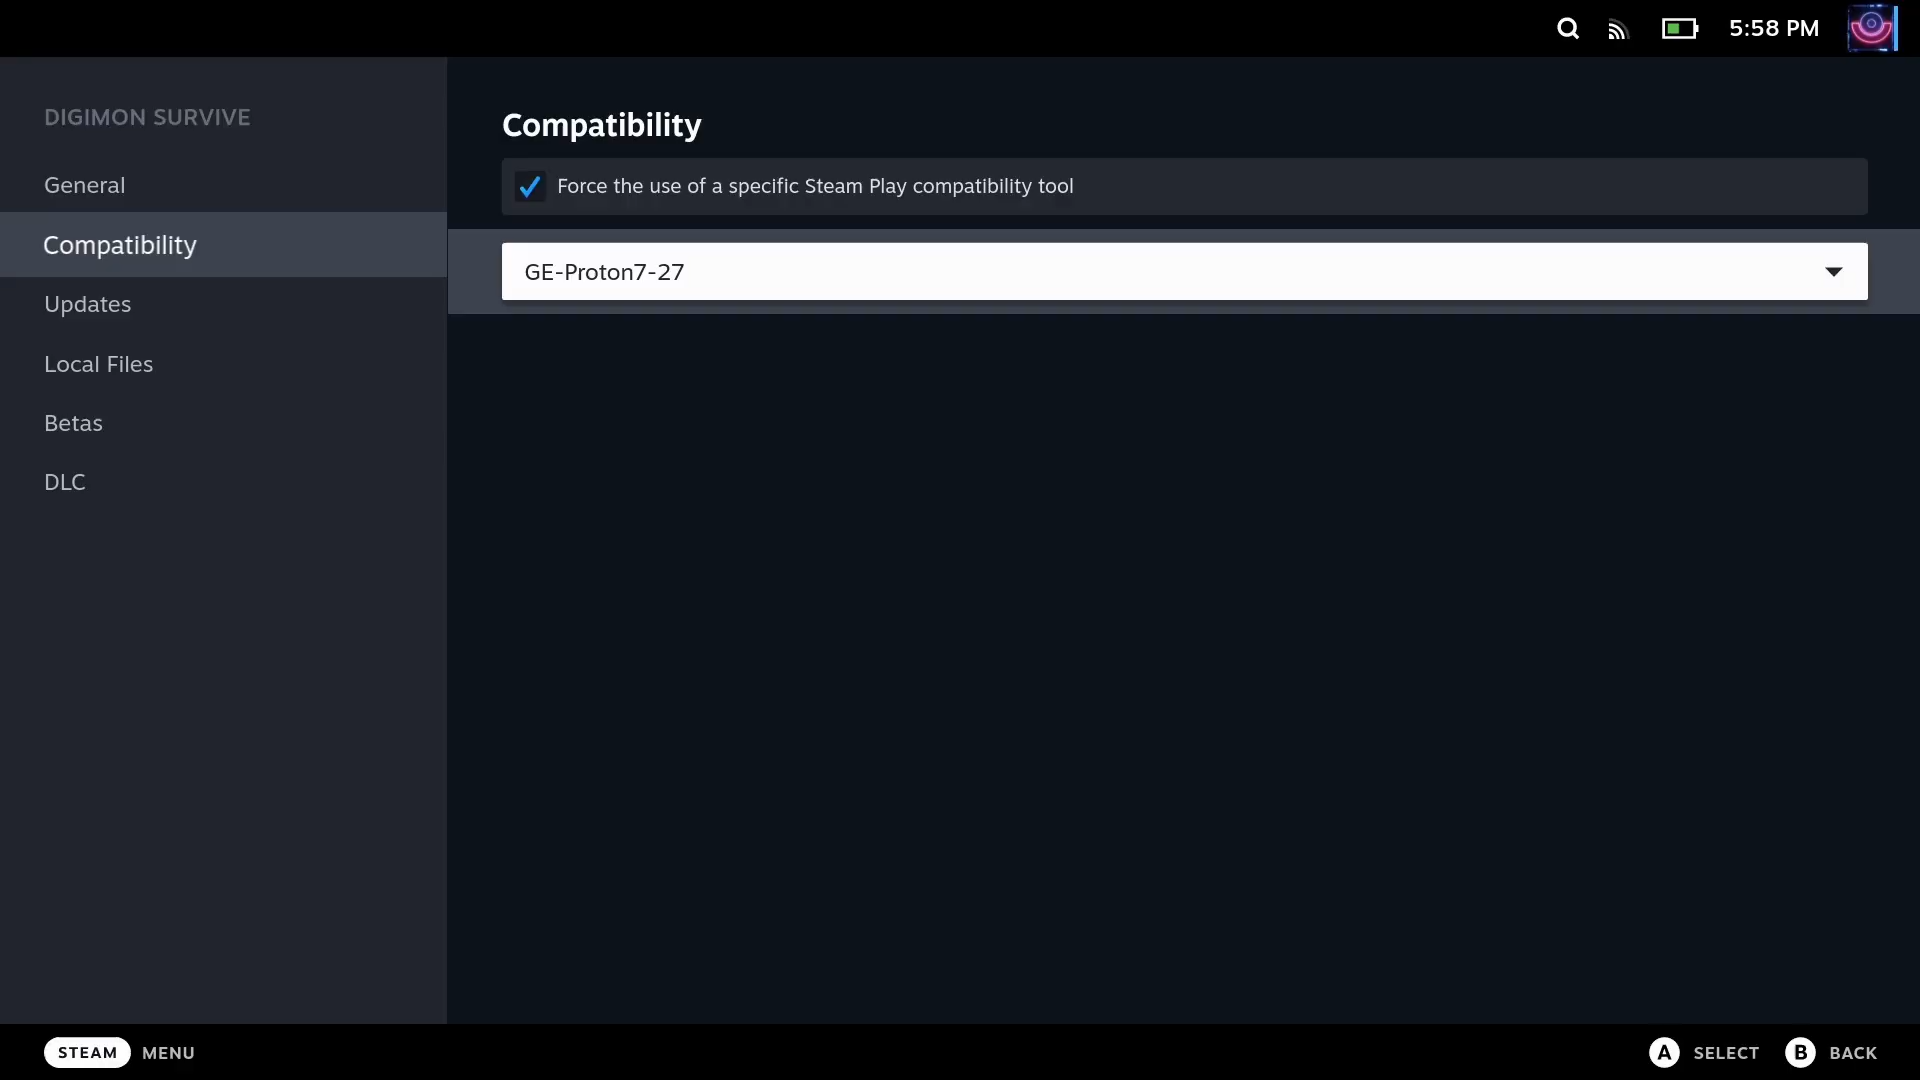 5:58 PM
DIGIMON SURVIVE
General
Compatibility
Updates
Local Files
Betas
DLC
Compatibility
Force the use of a specific Steam Play compatibility tool
GE-Proton7-27
STEAM MENU
A SELECT B BACK